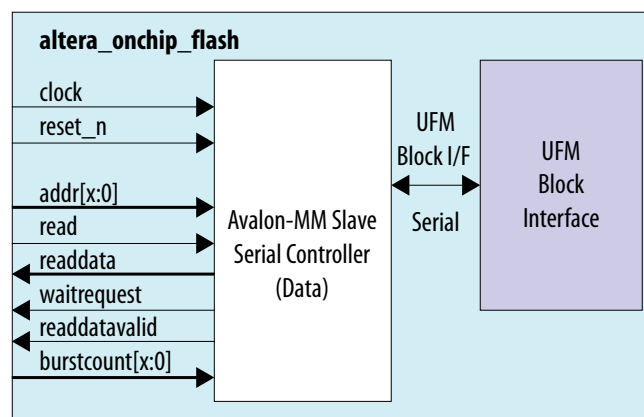 altera_onchip_flash
clock
reset_n
addr[x:0]
read
readdata
waitrequest
readdatavalid
burstcount[x:0]
Avalon-MM Slave
Serial Controller
(Data)
UFM
Block I/F
Serial
UFM
Block
Interface